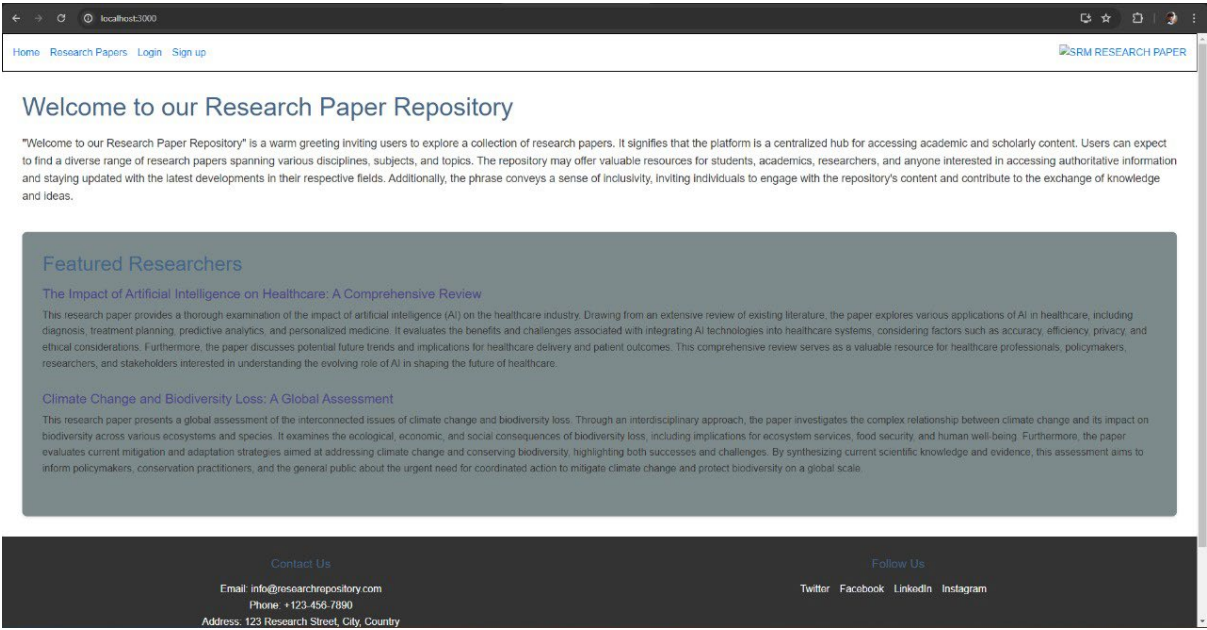 localhost:3000
Home Research Papers Login Sign up
SRM RESEARCH PAPER
Welcome to our Research Paper Repository
"Welcome to our Research Paper Repository" is a warm greeting inviting users to explore a collection of research papers. It signifies that the platform is a centralized hub for accessing academic and scholarly content. Users can expect
to find a diverse range of research papers spanning various disciplines, subjects, and topics. The repository may offer valuable resources for students, academics, researchers, and anyone interested in accessing authoritative information
and staying updated with the latest developments in their respective fields. Additionally, the phrase conveys a sense of inclusivity, inviting individuals to engage with the repository's content and contribute to the exchange of knowledge
and ideas.
Featured Researchers
The Impact of Artificial Intelligence on Healthcare: A Comprehensive Review
This research paper provides a thorough examination of the impact of artificial intelligence (AI) on the healthcare industry. Drawing from an extensive review of existing literature, the paper explores various applications of AI in healthcare, including
diagnosis, treatment planning, predictive analytics, and personalized medicine. It evaluates the benefits and challenges associated with integrating AI technologies into healthcare systems, considering factors such as accuracy, efficiency, privacy, and
ethical considerations. Furthermore, the paper discusses potential future trends and implications for healthcare delivery and patient outcomes. This comprehensive review serves as a valuable resource for healthcare professionals, policymakers,
researchers, and stakeholders interested in understanding the evolving role of AI in shaping the future of healthcare.
Climate Change and Biodiversity Loss: A Global Assessment
This research paper presents a global assessment of the interconnected issues of climate change and biodiversity loss. Through an interdisciplinary approach, the paper investigates the complex relationship between climate change and its impact on
biodiversity across various ecosystems and species. It examines the ecological, economic, and social consequences of biodiversity loss, including implications for ecosystem services, food security, and human well-being. Furthermore, the paper
evaluates current mitigation and adaptation strategies aimed at addressing climate change and conserving biodiversity, highlighting both successes and challenges. By synthesizing current scientific knowledge and evidence, this assessment aims to
inform policymakers, conservation practitioners, and the general public about the urgent need for coordinated action to mitigate climate change and protect biodiversity on a global scale.
Contact Us
Email: info@researchrepository.com
Phone: +123-456-7890
Address: 123 Research Street, City, Country
Follow Us
Twitter Facebook LinkedIn Instagram